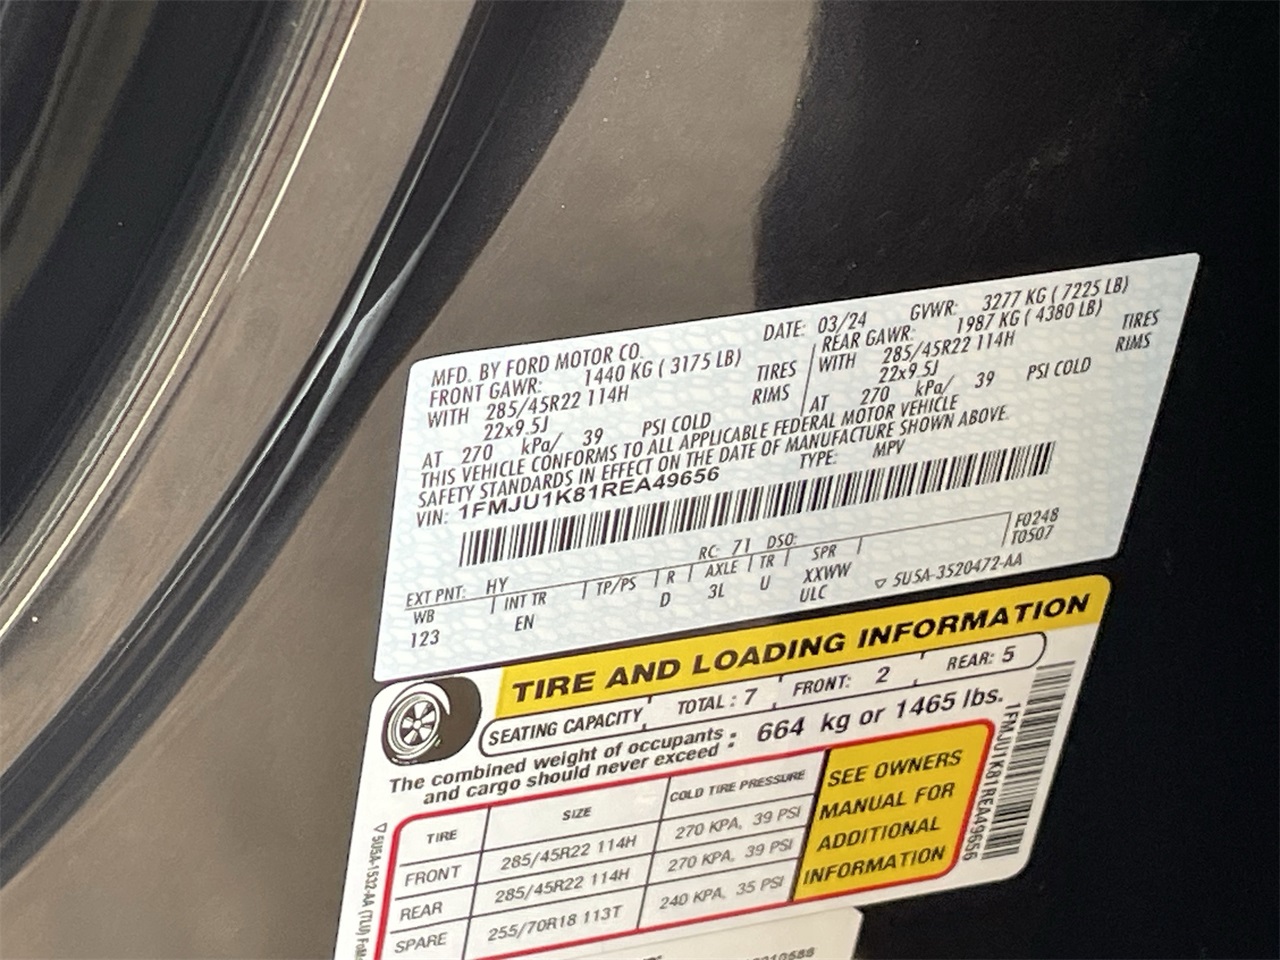 MFD. BY FORD MOTOR CO.
DATE: 03/24 GVWR: 3277 KG ( 7225 LB)
FRONT GAWR: 1440 KG ( 3175 LB)
REAR GAWR: 1987 KG ( 4380 LB)
WITH 285/45R22 114H TIRES
WITH 285/45R22 114H TIRES
22x9.5J RIMS
22x9.5J RIMS
AT 270 kPa/ 39 PSI COLD
AT 270 kPa/ 39 PSI COLD
THIS VEHICLE CONFORMS TO ALL APPLICABLE FEDERAL MOTOR VEHICLE
SAFETY STANDARDS IN EFFECT ON THE DATE OF MANUFACTURE SHOWN ABOVE.
VIN: 1FMJU1K81REA49656 TYPE: MPV
F0248
T0507
RC: 71 DSO:
EXT PNT: HY
WB INT TR TP/PS R AXLE TR SPR
123 EN D 3L U XXWW
ULC
▽ 5U5A-3520472-AA
TIRE AND LOADING INFORMATION
SEATING CAPACITY TOTAL : 7 FRONT: 2 REAR: 5
The combined weight of occupants and cargo should never exceed : 664 kg or 1465 lbs.
TIRE SIZE COLD TIRE PRESSURE
FRONT 285/45R22 114H 270 KPA, 39 PSI
REAR 285/45R22 114H 270 KPA, 39 PSI
SPARE 255/70R18 113T 240 KPA, 35 PSI
SEE OWNERS
MANUAL FOR
ADDITIONAL
INFORMATION
1FMJU1K81REA49656
▽ 5U5A-1532-AA (TLU)